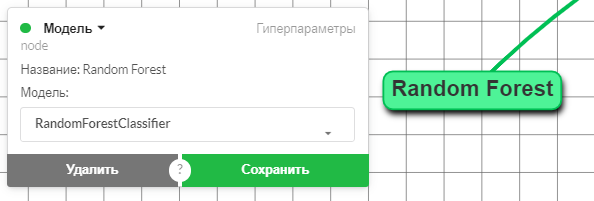 Модель
Гиперпараметры
node
Название: Random Forest
Модель:
RandomForestClassifier
Удалить
?
Сохранить
Random Forest